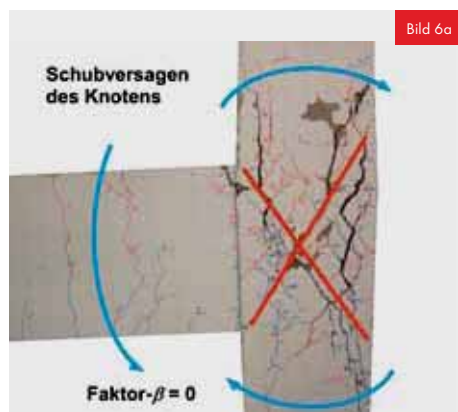 Bild 6a
Schubversagen
des Knotens
Faktor-β = 0